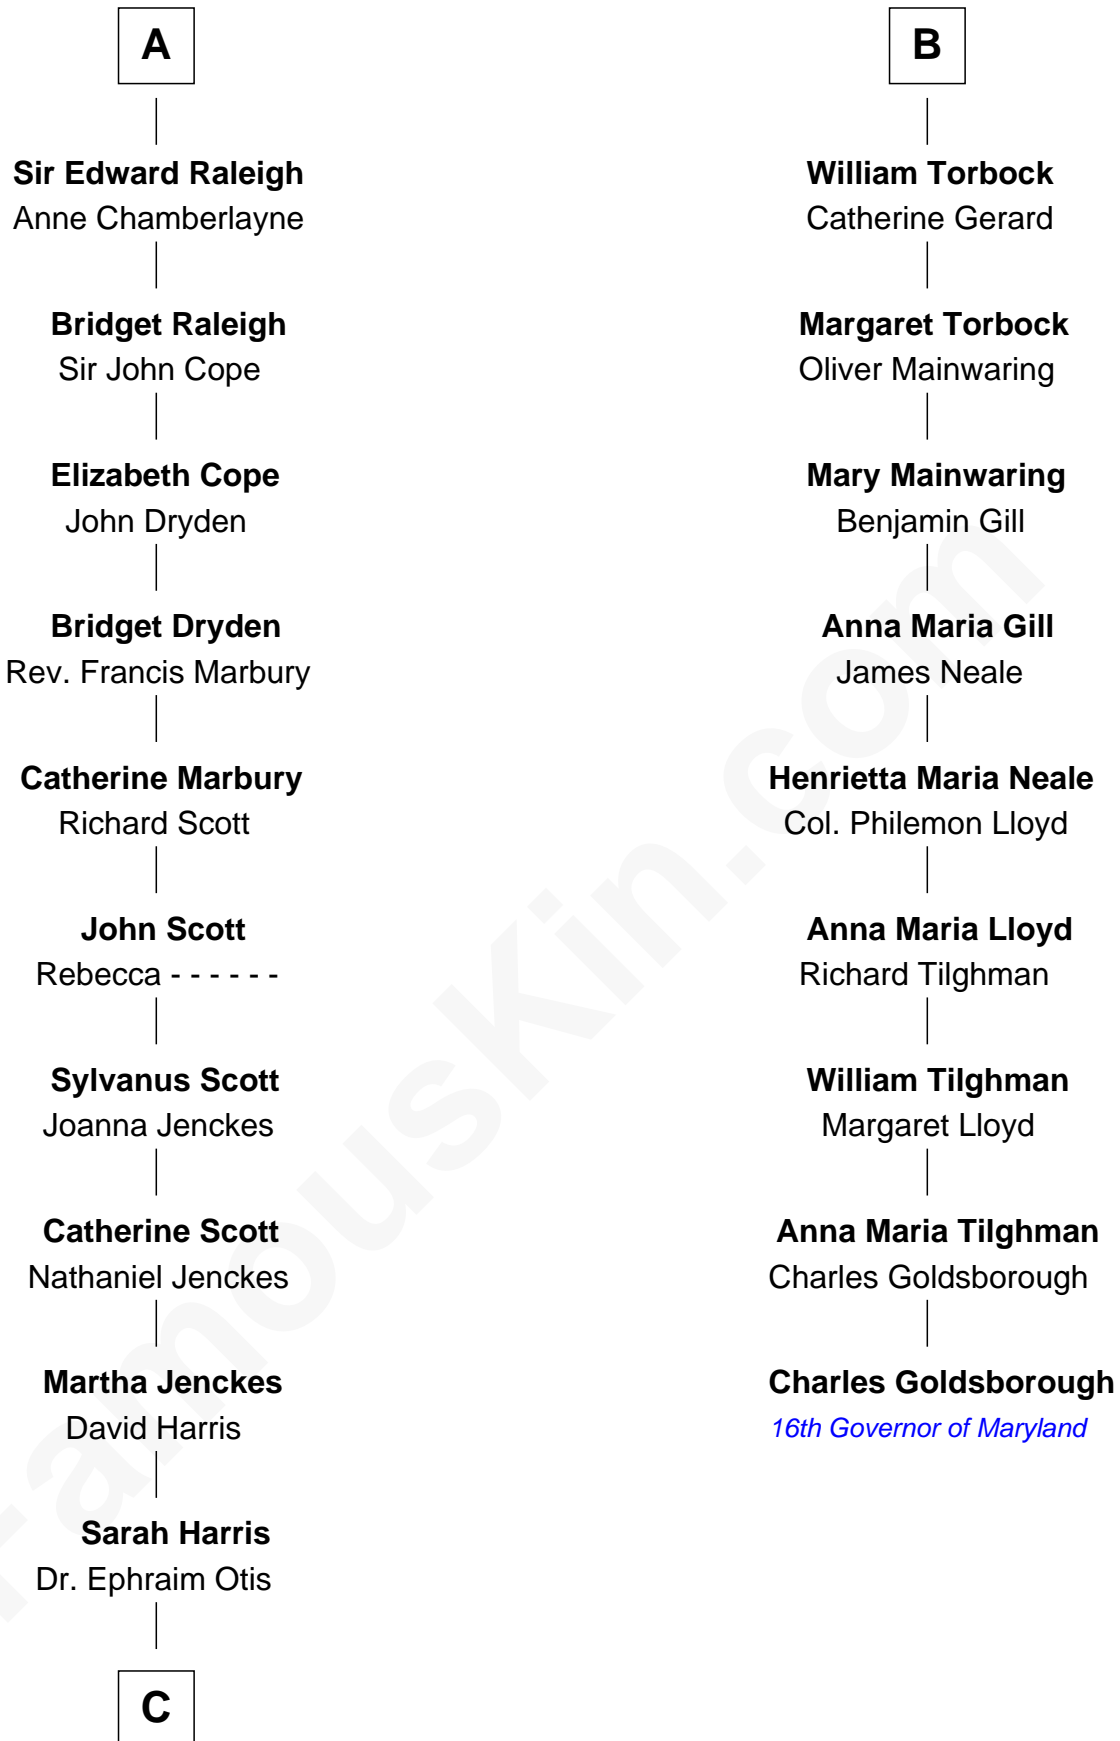 A
Sir Edward Raleigh
Anne Chamberlayne
Bridget Raleigh
Sir John Cope
Elizabeth Cope
John Dryden
Bridget Dryden
Rev. Francis Marbury
Catherine Marbury
Richard Scott
John Scott
Rebecca - - - - - -
Sylvanus Scott
Joanna Jenckes
Catherine Scott
Nathaniel Jenckes
Martha Jenckes
David Harris
Sarah Harris
Dr. Ephraim Otis
C
B
William Torbock
Catherine Gerard
Margaret Torbock
Oliver Mainwaring
Mary Mainwaring
Benjamin Gill
Anna Maria Gill
James Neale
Henrietta Maria Neale
Col. Philemon Lloyd
Anna Maria Lloyd
Richard Tilghman
William Tilghman
Margaret Lloyd
Anna Maria Tilghman
Charles Goldsborough
Charles Goldsborough
16th Governor of Maryland
FamousKin.com